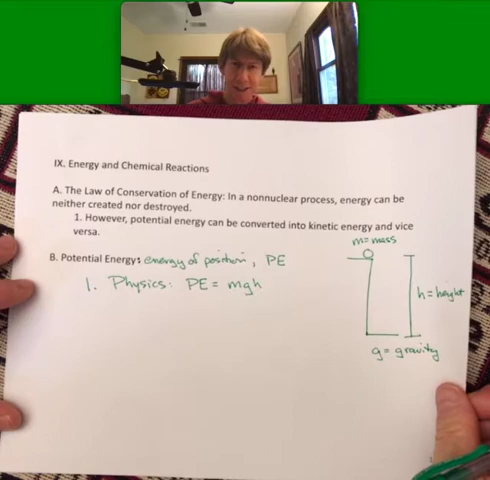 IX. Energy and Chemical Reactions
A. The Law of Conservation of Energy: In a nonnuclear process, energy can be
neither created nor destroyed.
1. However, potential energy can be converted into kinetic energy and vice
versa.
m = mass
B. Potential Energy: energy of position, PE
1. Physics: PE = mgh
h = height
g = gravity